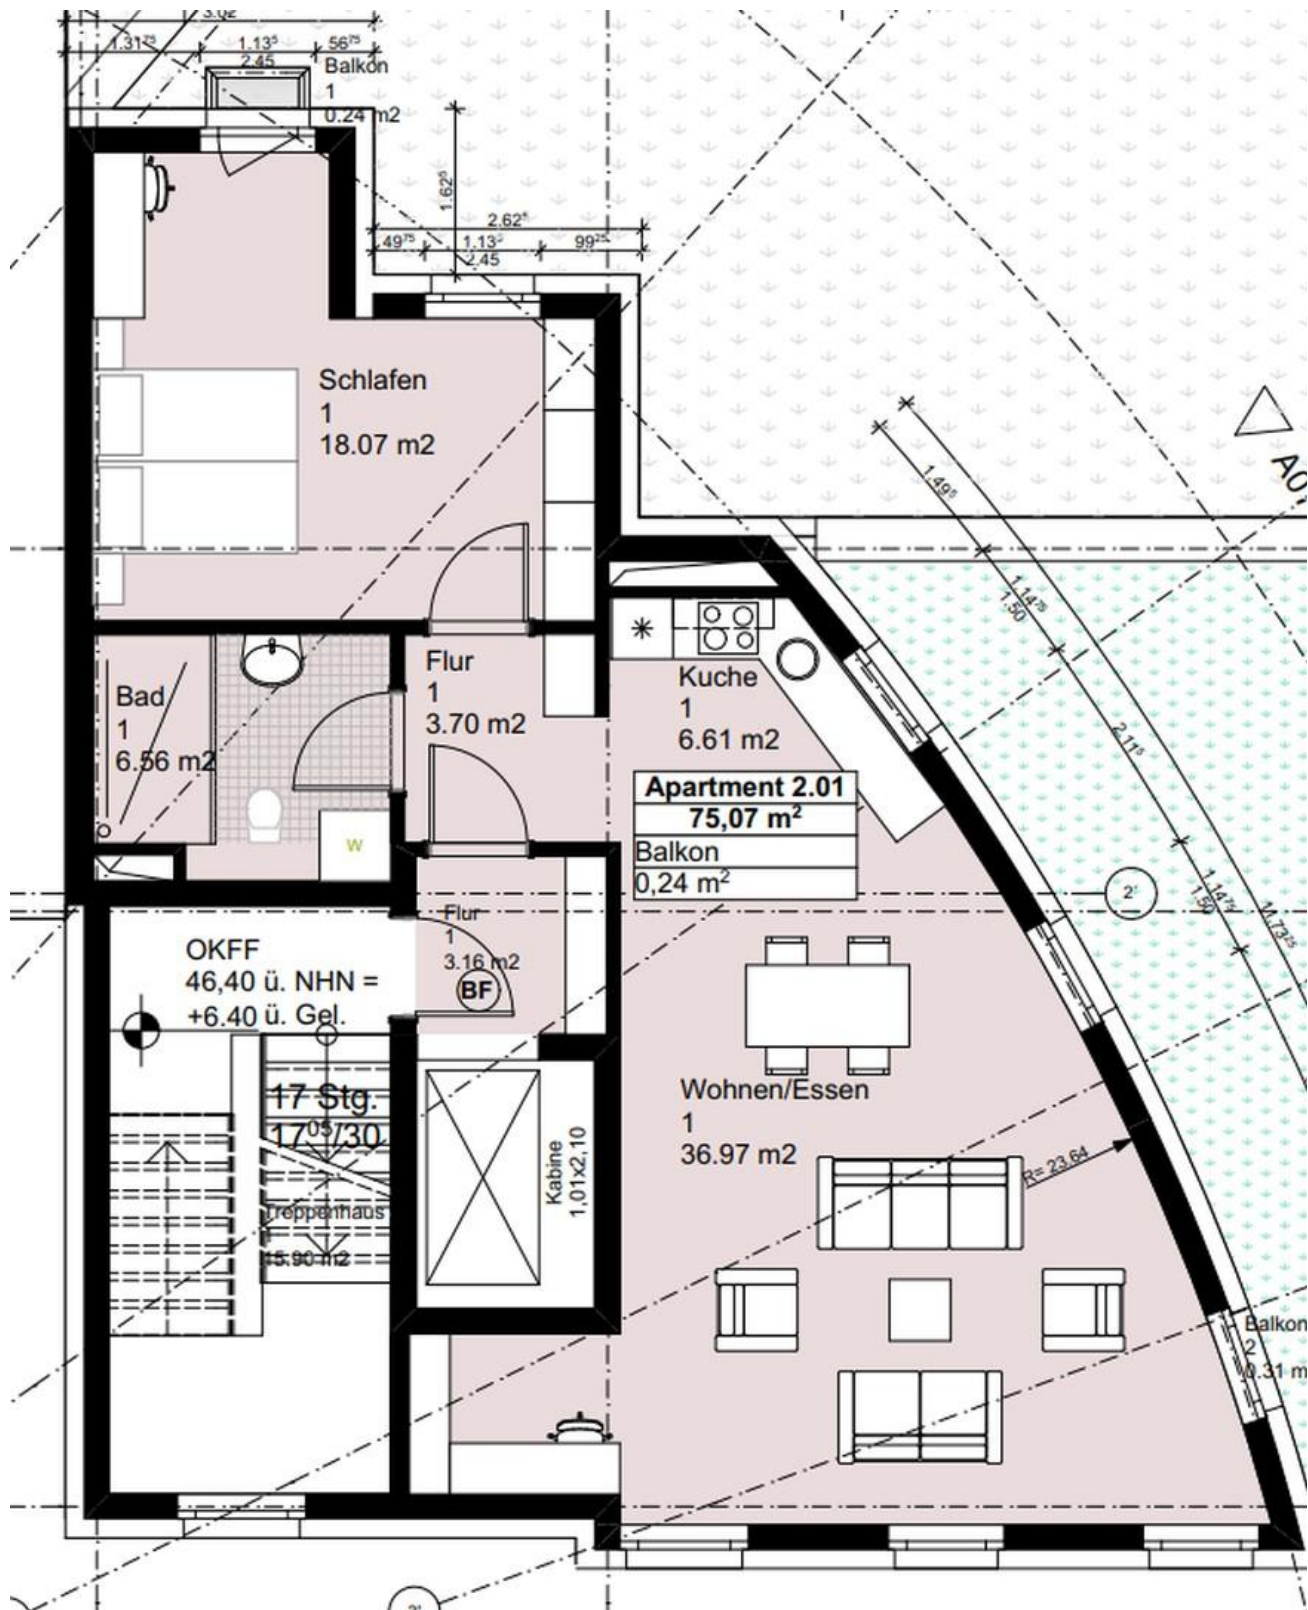 3.02
1.31⁷⁵
1.13⁵
56⁷⁵
2.45
Balkon
1
0.24 m2
1.62⁵
2.62⁵
49⁷⁵
1.13⁵
99²⁵
2.45
Schlafen
1
18.07 m2
A07
1.49⁵
1.14⁷⁵
1.50
2.11⁵
1.14⁷⁵
1.50
11.73²⁵
Flur
1
3.70 m2
Bad
1
6.56 m2
W
Kuche
1
6.61 m2
Apartment 2.01
75,07 m²
Balkon
0,24 m²
2'
Flur
1
3.16 m2
BF
OKFF
46,40 ü. NHN =
+6.40 ü. Gel.
17 Stg.
17⁰⁵/30
Treppenhaus
15.90 m2
Kabine
1,01x2,10
Wohnen/Essen
1
36.97 m2
R= 23.64
Balkon
2
0.31 m